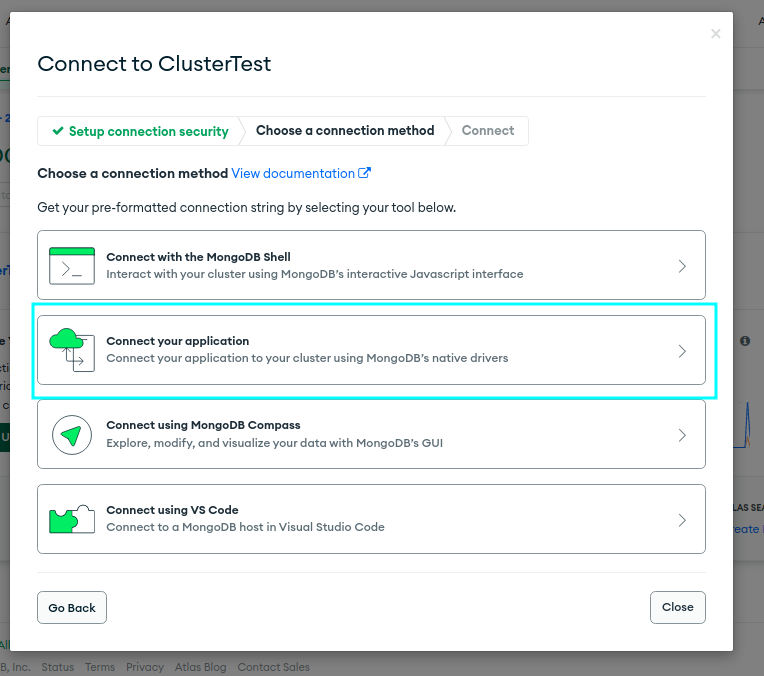 ×
Connect to ClusterTest
Setup connection security
Choose a connection method
Connect
Choose a connection method View documentation
Get your pre-formatted connection string by selecting your tool below.
Connect with the MongoDB Shell
Interact with your cluster using MongoDB's interactive Javascript interface
Connect your application
Connect your application to your cluster using MongoDB's native drivers
Connect using MongoDB Compass
Explore, modify, and visualize your data with MongoDB's GUI
Connect using VS Code
Connect to a MongoDB host in Visual Studio Code
Go Back
Close
B, Inc. Status Terms Privacy Atlas Blog Contact Sales